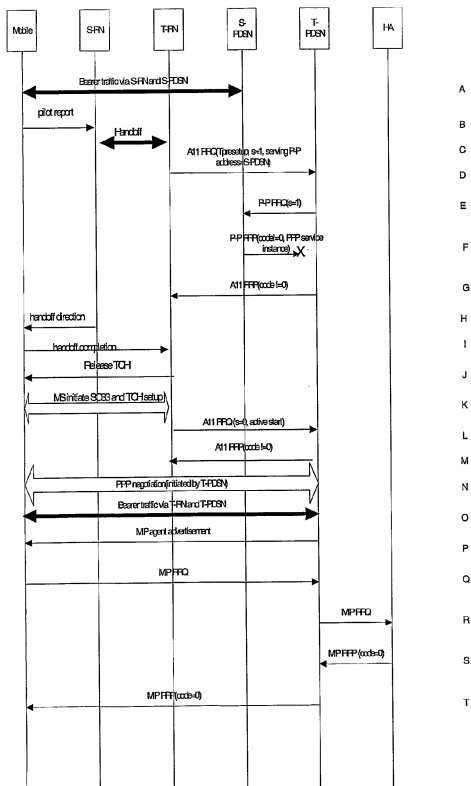 Mobile
S-RN
T-RN
S-
PDSN
T-
PDSN
HA
Bearer traffic via S-RN and S-PDSN
A
pilot report
B
Handoff
C
A11 RRQ(Tpresetup, s=1, serving P-P
address=S-PDSN)
D
P-P RRQ(s=1)
E
P-P RRP(code!=0, PPP service
instance)
X
F
A11 RRP(code !=0)
G
handoff direction
H
handoff completion
I
Release TCH
J
MS initiate SO33 and TCH setup
K
A11 RRQ (s=0, active start)
L
A11 RRP(code !=0)
M
PPP negotiation(initiated by T-PDSN)
N
Bearer traffic via T-RN and T-PDSN
O
MIP agent advertisement
P
MIP RRQ
Q
MIP RRQ
R
MIP RRP (code=0)
S
MIP RRP(code=0)
T